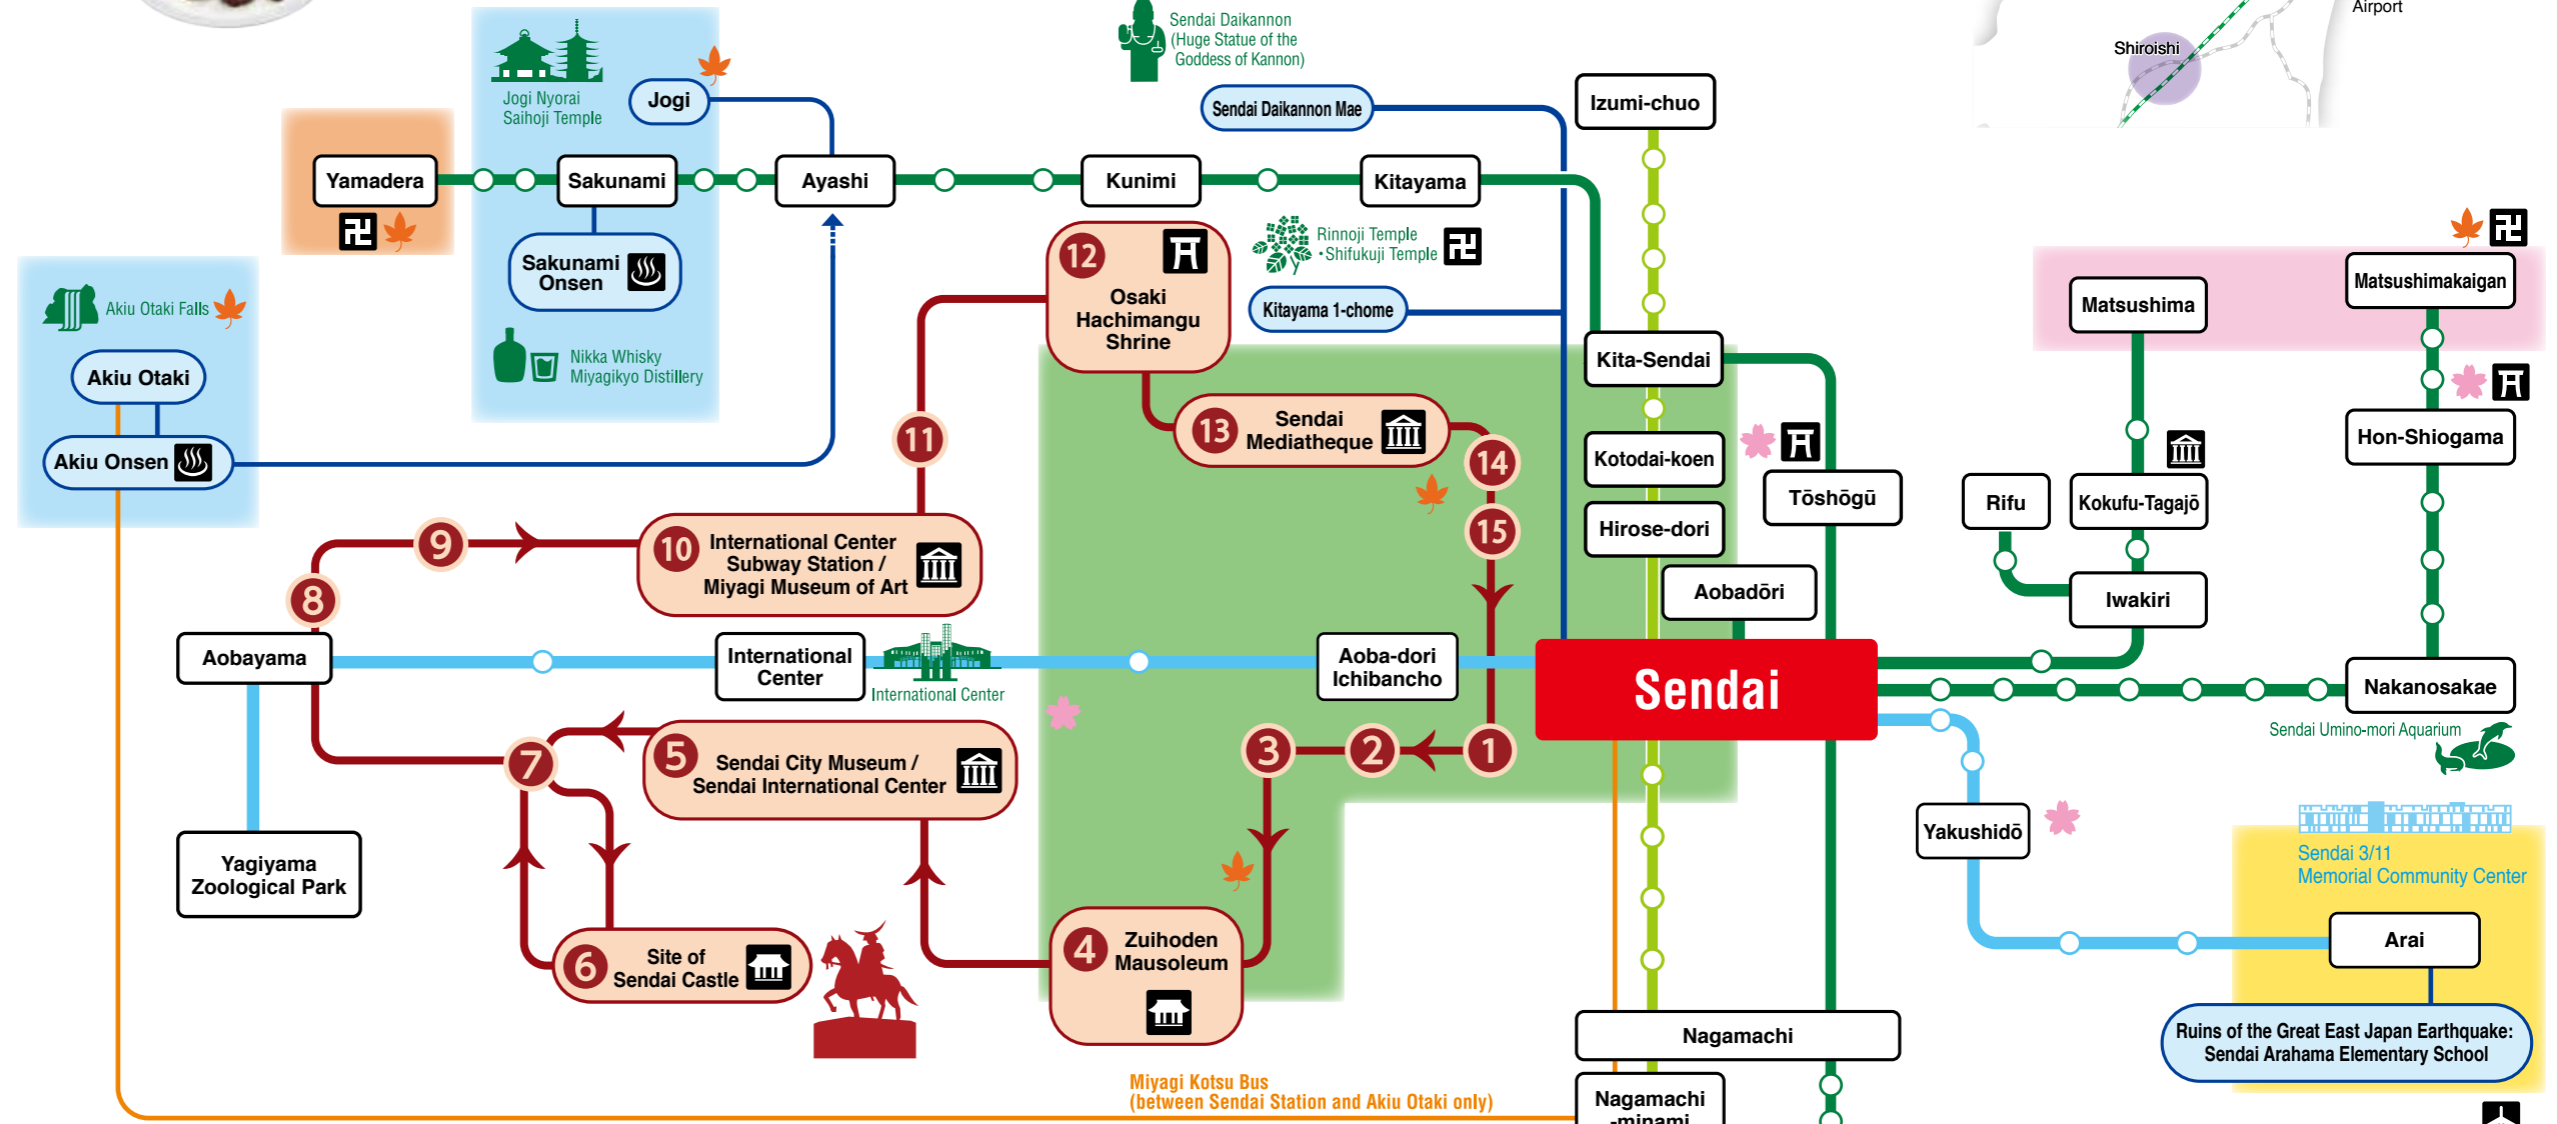 Airport
Shiroishi
Sendai Daikannon
(Huge Statue of the
Goddess of Kannon)
Jogi Nyorai
Saihoji Temple
Jogi
Sendai Daikannon Mae
Izumi-chuo
Yamadera
Sakunami
Ayashi
Kunimi
Kitayama
卍
Sakunami
Onsen
12
Osaki
Hachimangu
Shrine
Rinnoji Temple
・Shifukuji Temple 卍
Kitayama 1-chome
卍
Matsushima
Matsushimakaigan
Akiu Otaki Falls
Nikka Whisky
Miyagikyo Distillery
Akiu Otaki
Akiu Onsen
Kita-Sendai
13
Sendai
Mediatheque
11
14
15
Kotodai-koen
Hirose-dori
Tōshōgū
Aobadōri
Rifu
Kokufu-Tagajō
Hon-Shiogama
Iwakiri
9
8
10
International Center
Subway Station /
Miyagi Museum of Art
Aobayama
International
Center
International Center
Aoba-dori
Ichibancho
Sendai
Nakanosakae
Sendai Umino-mori Aquarium
7
5
Sendai City Museum /
Sendai International Center
3
2
1
Yagiyama
Zoological Park
6
Site of
Sendai Castle
4
Zuihoden
Mausoleum
Yakushidō
Sendai 3/11
Memorial Community Center
Arai
Ruins of the Great East Japan Earthquake:
Sendai Arahama Elementary School
Nagamachi
Miyagi Kotsu Bus
(between Sendai Station and Akiu Otaki only)
Nagamachi
-minami